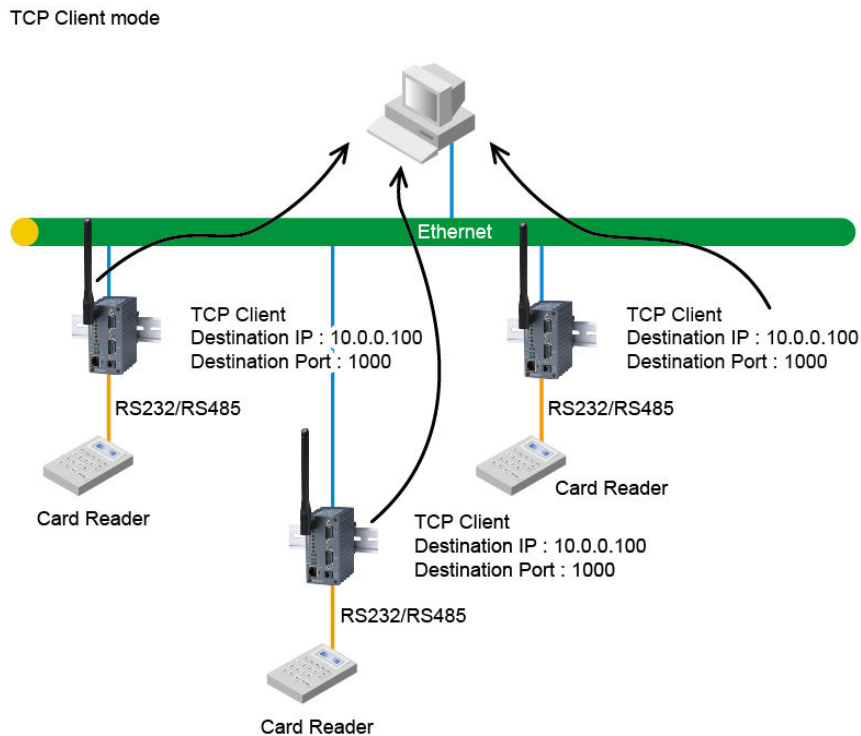 TCP Client mode
Ethernet
TCP Client
Destination IP : 10.0.0.100
Destination Port : 1000
RS232/RS485
Card Reader
TCP Client
Destination IP : 10.0.0.100
Destination Port : 1000
RS232/RS485
Card Reader
TCP Client
Destination IP : 10.0.0.100
Destination Port : 1000
RS232/RS485
Card Reader